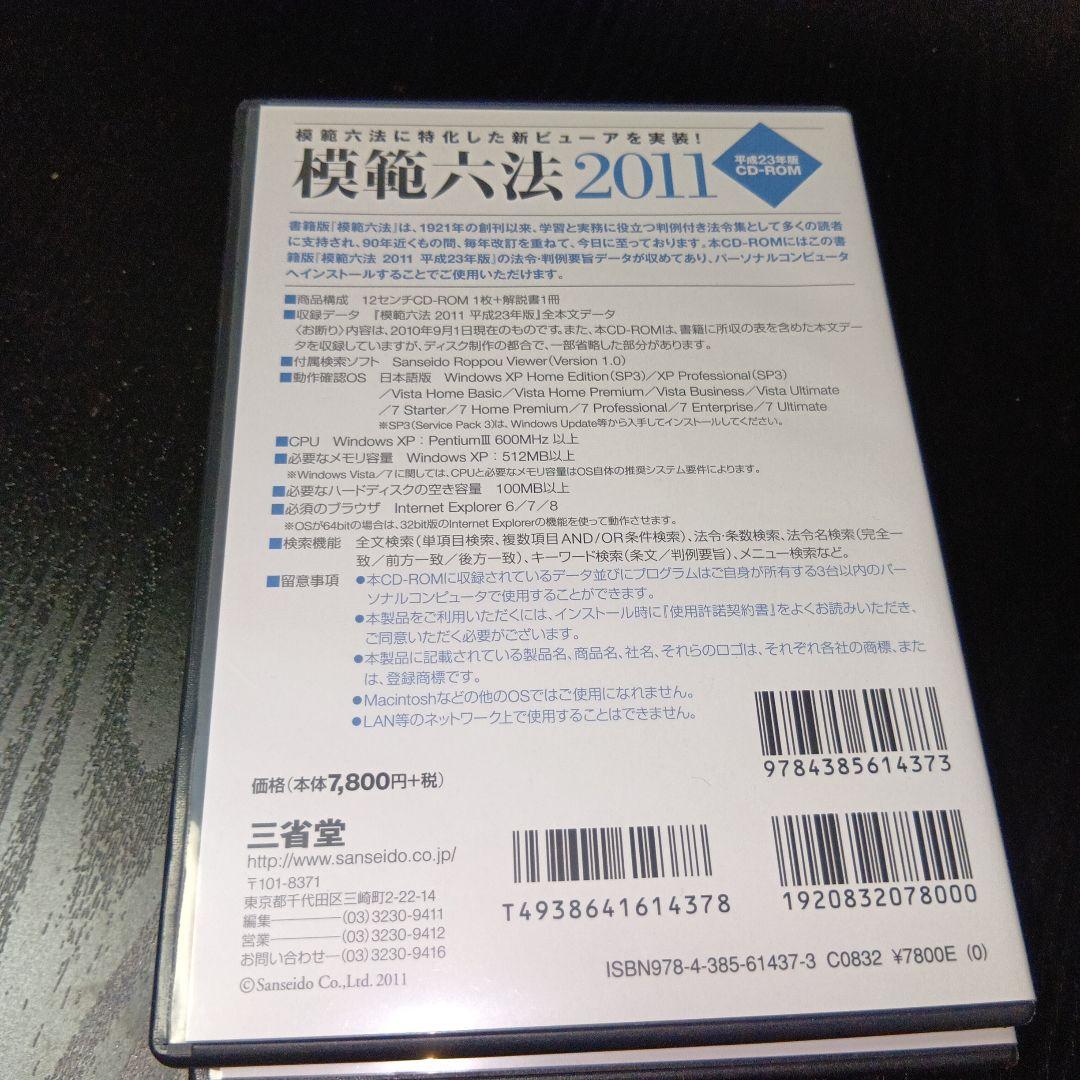 模範六法に特化した新ビューアを実装!
模範六法2011
平成23年版
CD-ROM
書籍版『模範六法』は、1921年の創刊以来、学習と実務に役立つ判例付き法令集として多くの読者
に支持され、90年近くもの間、毎年改訂を重ねて、今日に至っております。本CD-ROMにはこの書
籍版『模範六法 2011 平成23年版』の法令・判例要旨データが収めてあり、パーソナルコンピュータ
へインストールすることでご使用いただけます。
■商品構成 12センチCD-ROM 1枚+解説書1冊
■収録データ 『模範六法 2011 平成23年版』全本文データ
〈お断り〉内容は、2010年9月1日現在のものです。また、本CD-ROMは、書籍に所収の表を含めた本文デー
タを収録していますが、ディスク制作の都合で、一部省略した部分があります。
■付属検索ソフト Sanseido Roppou Viewer(Version 1.0)
■動作確認OS 日本語版 Windows XP Home Edition(SP3)/XP Professional(SP3)
/Vista Home Basic/Vista Home Premium/Vista Business/Vista Ultimate
/7 Starter/7 Home Premium/7 Professional/7 Enterprise/7 Ultimate
※SP3(Service Pack 3)は、Windows Update等から入手してインストールしてください。
■CPU Windows XP:PentiumⅢ 600MHz 以上
■必要なメモリ容量 Windows XP:512MB以上
※Windows Vista/7に関しては、CPUと必要なメモリ容量はOS自体の推奨システム要件によります。
■必要なハードディスクの空き容量 100MB以上
■必須のブラウザ Internet Explorer 6/7/8
※OSが64bitの場合は、32bit版のInternet Explorerの機能を使って動作させます。
■検索機能 全文検索(単項目検索、複数項目AND/OR条件検索)、法令・条数検索、法令名検索(完全一
致/前方一致/後方一致)、キーワード検索(条文/判例要旨)、メニュー検索など。
■留意事項 ●本CD-ROMに収録されているデータ並びにプログラムはご自身が所有する3台以内のパー
ソナルコンピュータで使用することができます。
●本製品をご利用いただくには、インストール時に『使用許諾契約書』をよくお読みいただき、
ご同意いただく必要がございます。
●本製品に記載されている製品名、商品名、社名、それらのロゴは、それぞれ各社の商標、また
は、登録商標です。
●Macintoshなどの他のOSではご使用になれません。
●LAN等のネットワーク上で使用することはできません。
9784385614373
価格(本体7,800円+税)
三省堂
http://www.sanseido.co.jp/
〒101-8371
東京都千代田区三崎町2-22-14
編集――(03)3230-9411
営業――(03)3230-9412
お問い合わせ―(03)3230-9416
©Sanseido Co.,Ltd. 2011
T4938641614378
1920832078000
ISBN978-4-385-61437-3 C0832 ¥7800E (0)